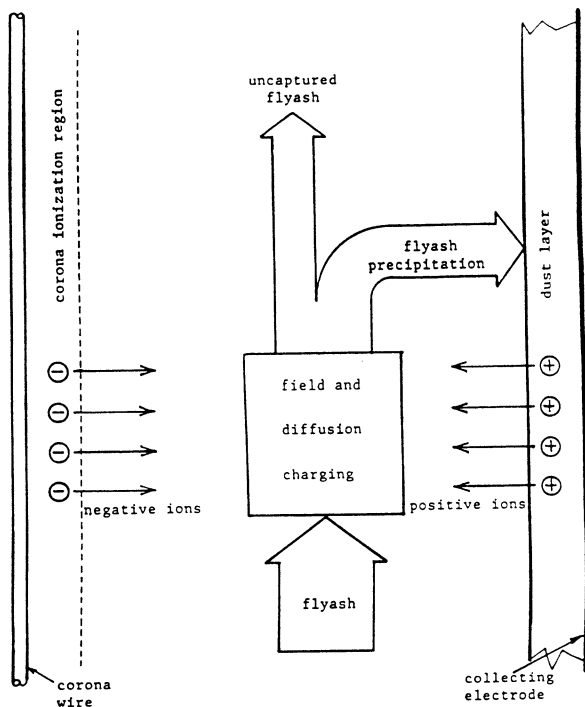 uncaptured
flyash
corona ionization region
flyash
precipitation
dust layer
field and
diffusion
charging
negative ions
positive ions
flyash
corona
wire
collecting
electrode